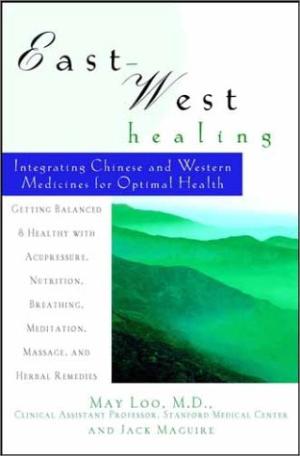 East-
West
healing
Integrating Chinese and Western
Medicines for Optimal Health
Getting Balanced
& Healthy with
Acupressure,
Nutrition,
Breathing,
Meditation,
Massage, and
Herbal Remedies
May Loo, M.D.,
Clinical Assistant Professor, Stanford Medical Center
and Jack Maguire